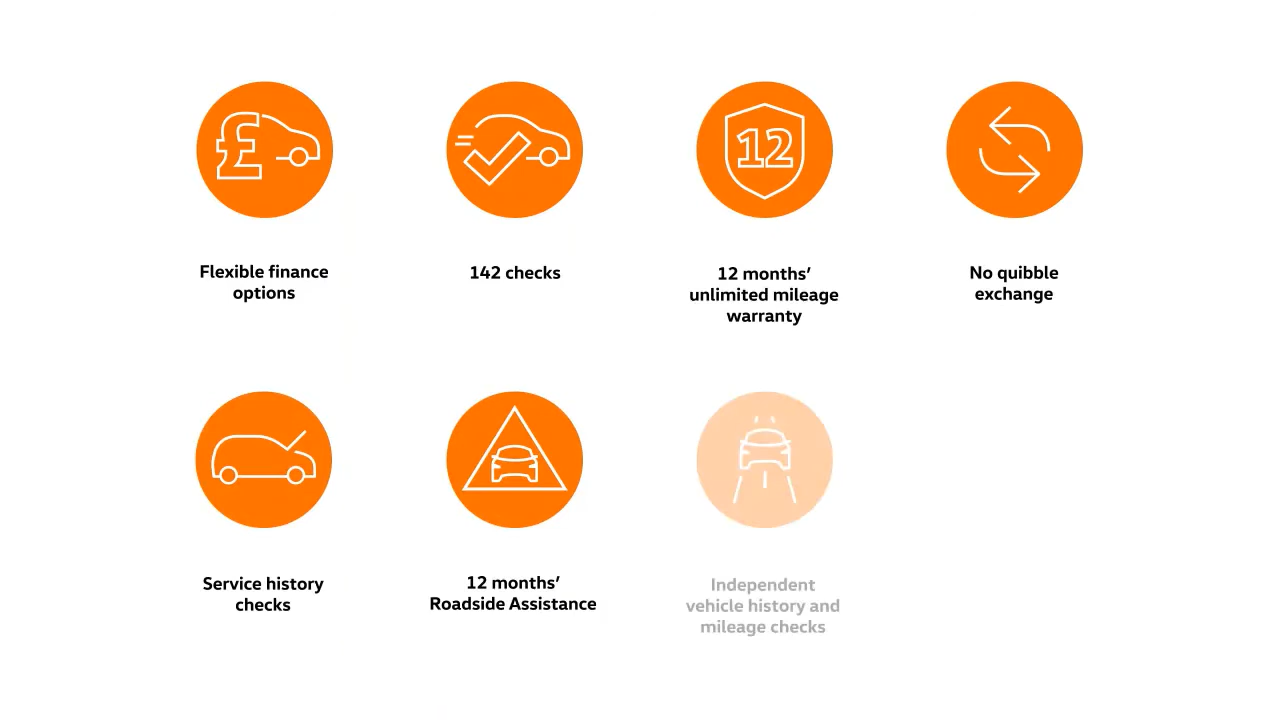 £
12
Flexible finance
options
142 checks
12 months’
unlimited mileage
warranty
No quibble
exchange
Service history
checks
12 months’
Roadside Assistance
Independent
vehicle history and
mileage checks